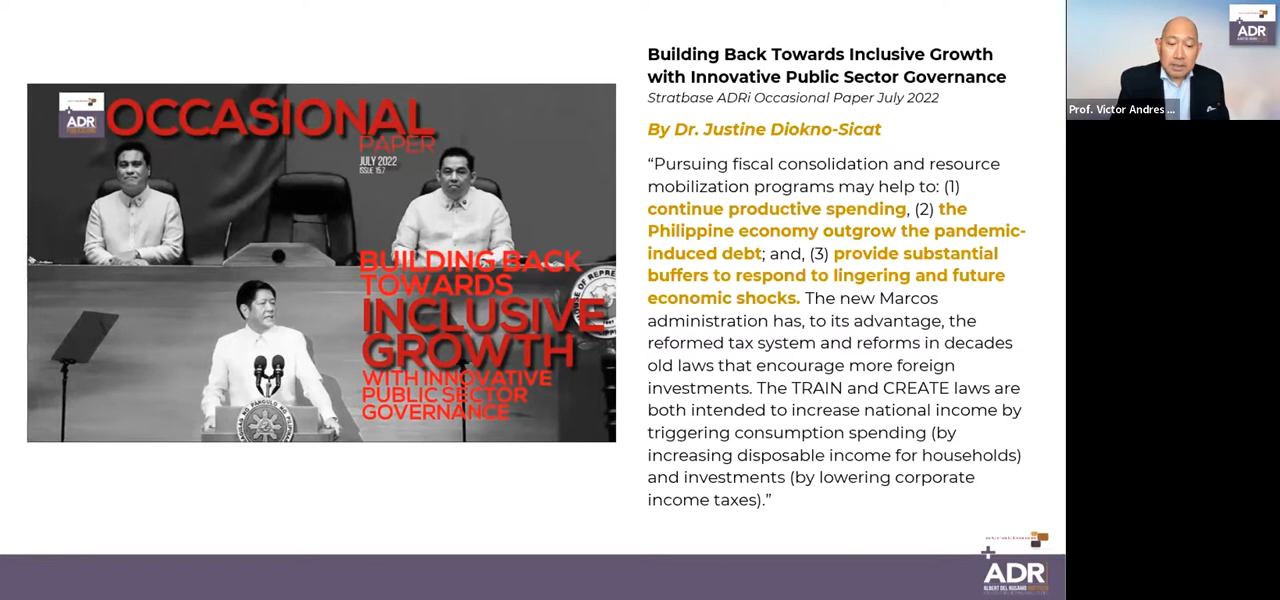 ADR
OCCASIONAL
PAPER
JULY 2022
ISSUE 15.7
BUILDING BACK
TOWARDS
INCLUSIVE
GROWTH
WITH INNOVATIVE
PUBLIC SECTOR
GOVERNANCE
Building Back Towards Inclusive Growth
with Innovative Public Sector Governance
Stratbase ADRi Occasional Paper July 2022
By Dr. Justine Diokno-Sicat
“Pursuing fiscal consolidation and resource
mobilization programs may help to: (1)
continue productive spending, (2) the
Philippine economy outgrow the pandemic-
induced debt; and, (3) provide substantial
buffers to respond to lingering and future
economic shocks. The new Marcos
administration has, to its advantage, the
reformed tax system and reforms in decades
old laws that encourage more foreign
investments. The TRAIN and CREATE laws are
both intended to increase national income by
triggering consumption spending (by
increasing disposable income for households)
and investments (by lowering corporate
income taxes).”
ADR
ALBERT DEL ROSARIO INSTITUTE
ADR
Prof. Victor Andres ...